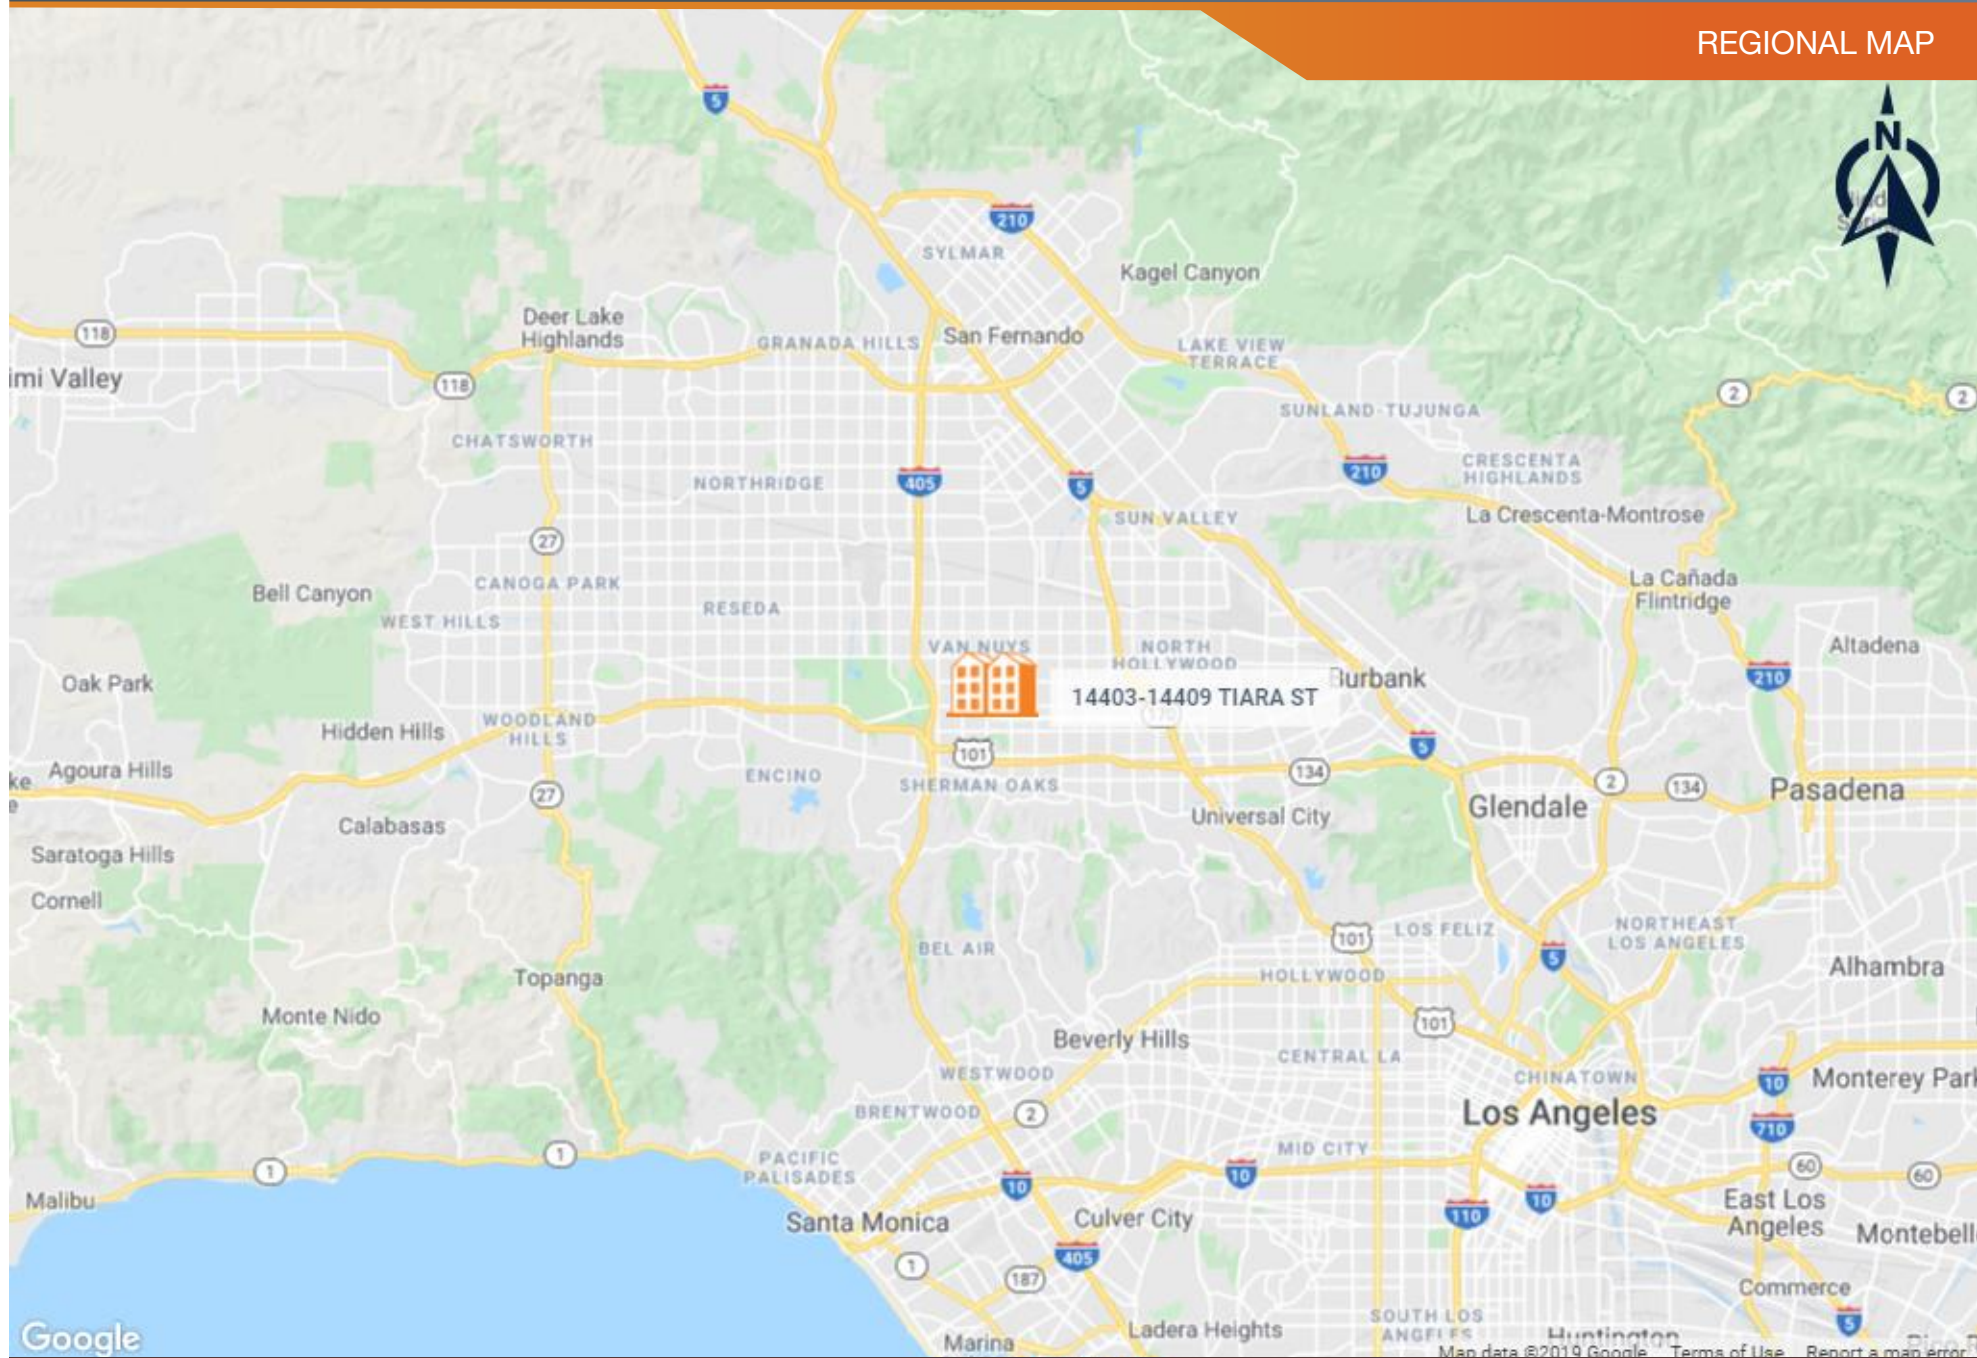 REGIONAL MAP
5
N
210
SYLMAR
Kagel Canyon
Deer Lake
Highlands
118
GRANADA HILLS
San Fernando
LAKE VIEW
TERRACE
imi Valley
118
2
2
SUNLAND-TUJUNGA
CHATSWORTH
NORTHRIDGE
405
5
210
CRESCENTA
HIGHLANDS
SUN VALLEY
La Crescenta-Montrose
27
Bell Canyon
CANOGA PARK
WEST HILLS
RESEDA
La Cañada
Flintridge
VAN NUYS
NORTH
HOLLYWOOD
Altadena
Oak Park
14403-14409 TIARA ST
Burbank
210
Hidden Hills
WOODLAND
HILLS
101
5
ke
e
Agoura Hills
27
ENCINO
SHERMAN OAKS
134
2
134
Pasadena
Calabasas
Universal City
Glendale
Saratoga Hills
Cornell
BEL AIR
101
LOS FELIZ
NORTHEAST
LOS ANGELES
5
Topanga
HOLLYWOOD
Alhambra
Monte Nido
Beverly Hills
101
CENTRAL LA
WESTWOOD
CHINATOWN
10
Monterey Park
BRENTWOOD
2
Los Angeles
710
1
1
PACIFIC
PALISADES
MID CITY
10
10
60
60
Malibu
Santa Monica
Culver City
110
10
East Los
Angeles
Montebell
1
187
405
Commerce
Google
Marina
Ladera Heights
SOUTH LOS
ANGELES
Huntington
5
Map data ©2019 Google
Terms of Use
Report a map error